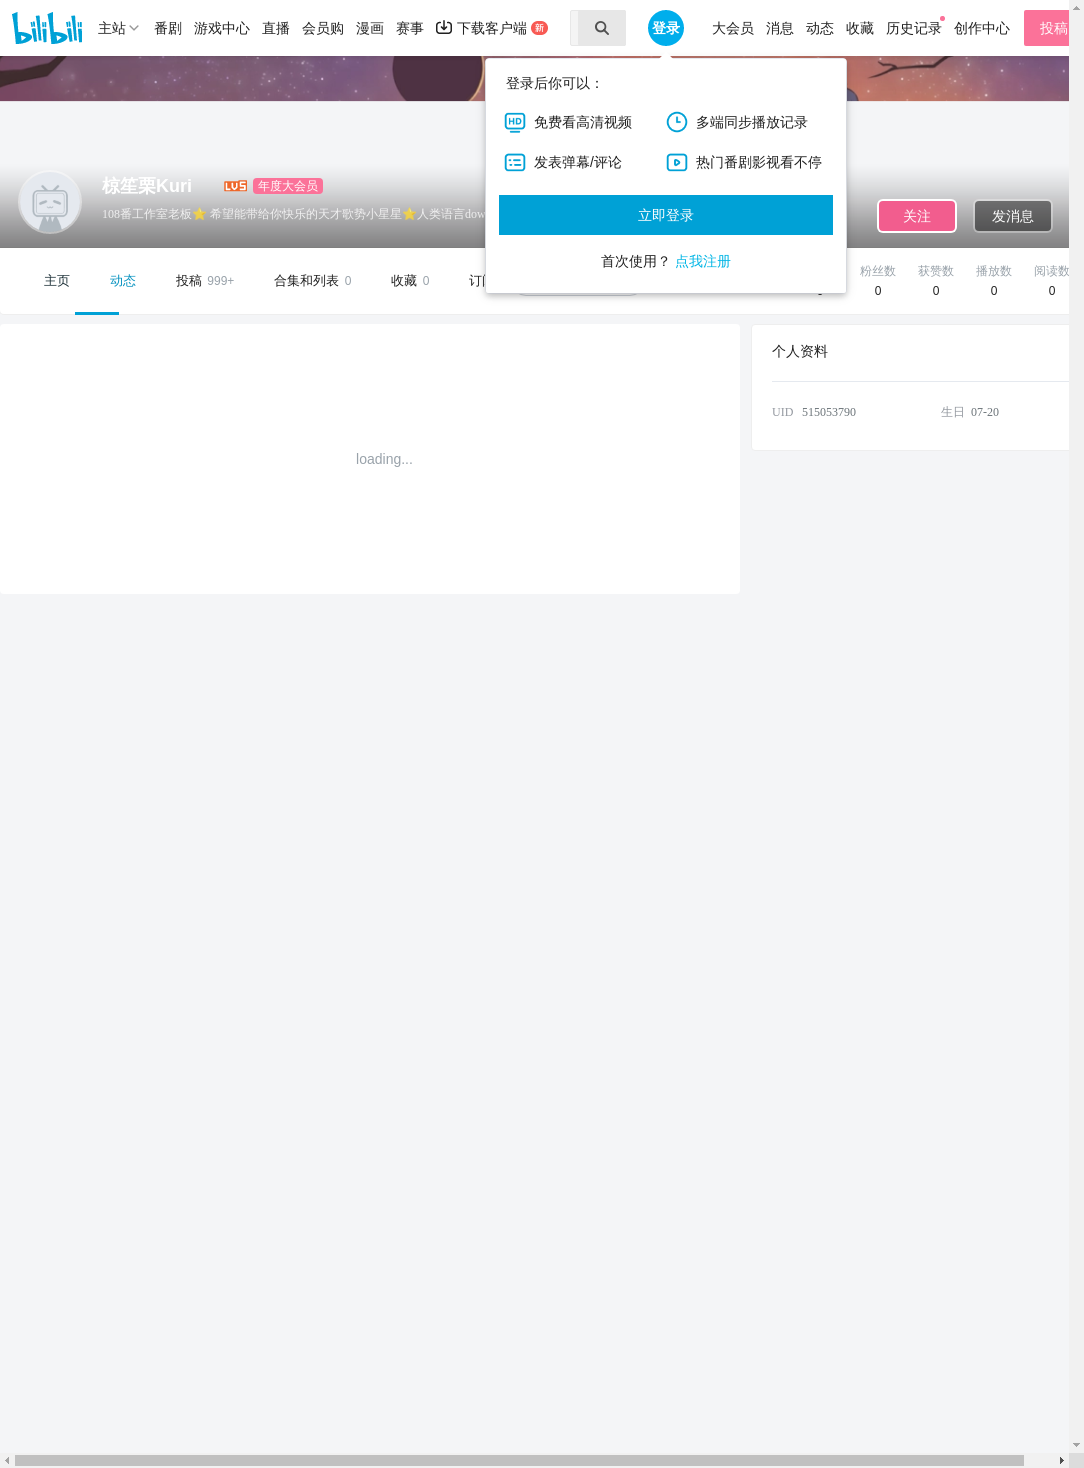 bilibili 主站 番剧 游戏中心 直播 会员购 漫画 赛事 下载客户端 新 登录 大会员 消息 动态 收藏 历史记录 创作中心 投稿
登录后你可以：
HD 免费看高清视频 多端同步播放记录
发表弹幕/评论 热门番剧影视看不停
立即登录
首次使用？ 点我注册
椋笙栗Kuri LV5 年度大会员
108番工作室老板🌟 希望能带给你快乐的天才歌势小星星🌟人类语言dow
关注 发消息
主页 动态 投稿 999+ 合集和列表 0 收藏 0
粉丝数 获赞数 播放数 阅读数
0 0 0 0
loading...
个人资料
UID 515053790 生日 07-20